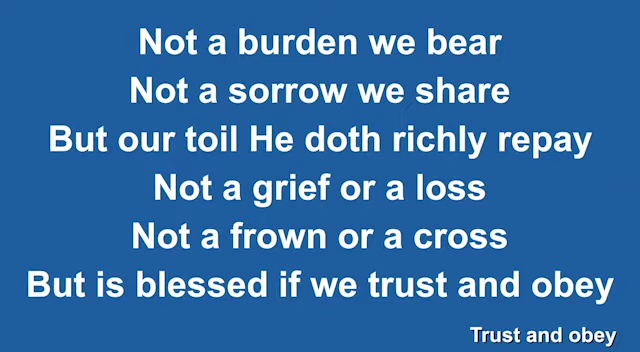 Not a burden we bear
Not a sorrow we share
But our toil He doth richly repay
Not a grief or a loss
Not a frown or a cross
But is blessed if we trust and obey
Trust and obey